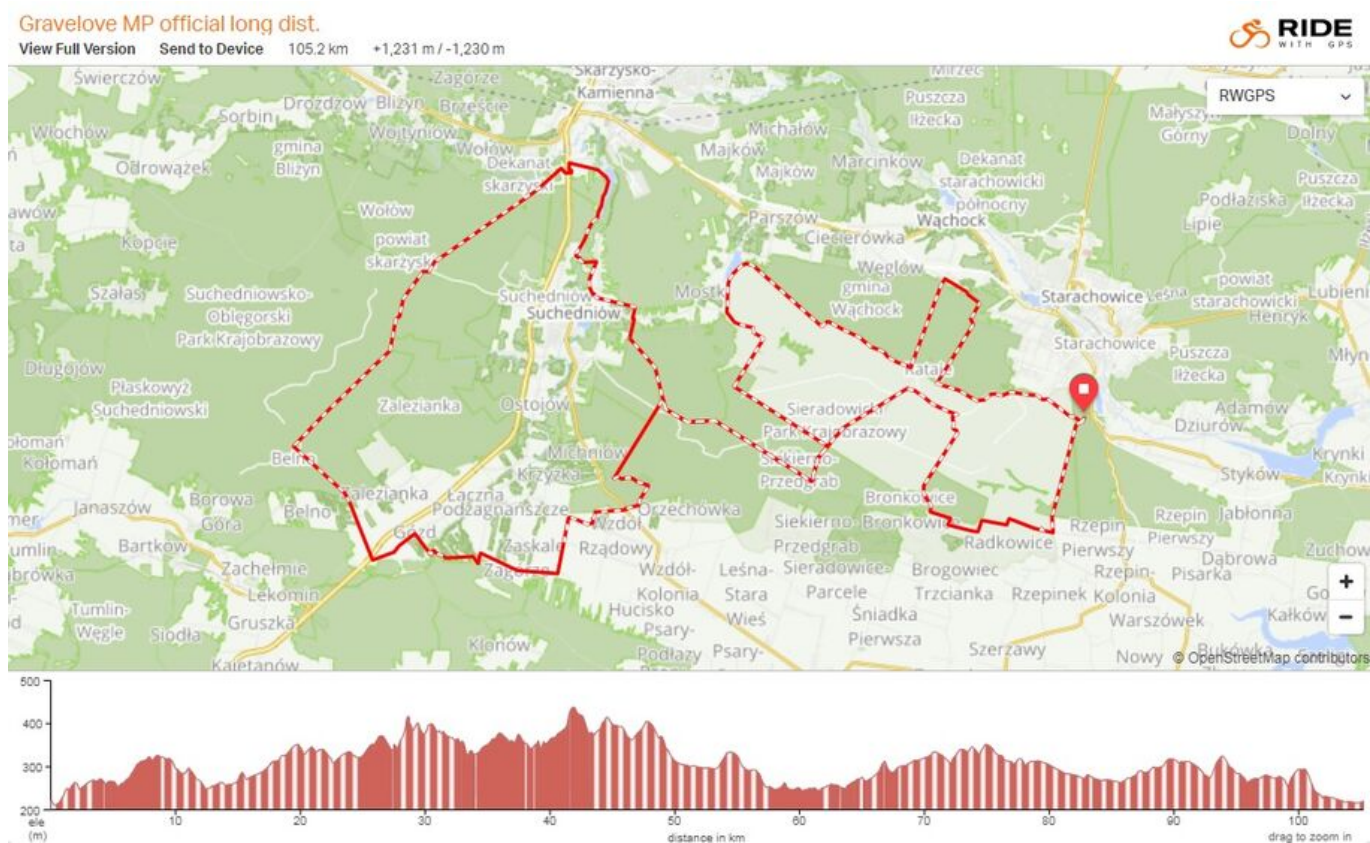 Gravelove MP official long dist.
View Full Version Send to Device 105.2 km +1,231 m / -1,230 m
RIDE
WITH GPS
RWGPS
Świerczów
Zagórze
Skarżysko-
Kamienna
Mirzec
Drozdzów Bliżyn
Brzeście
Puszcza
Iłżecka
Małyszyn
Górny
Sorbin
Wojtyniów
Włochów
Michałów
Dolny
gmina
Bliżyn
Wołów
Dekanat
skarżyski
Majków
Majków
Marcinków
Dekanat
starachowicki
północny
Odrowążek
Puszcza
Iłżecka
Wołów
Wąchock
Podłaziska
Lipie
Parszów
Kopcie
powiat
skarżyski
Ciecierówka
Węglów
gmina
Wąchock
powiat
starachowicki
Szałas
Suchedniowsko-
Oblęgorski
Park Krajobrazowy
Suchedniów
Suchedniów
Mostki
Starachowice
Leśna
Lubieni
Henryk
Starachowice
Długojów
Kataja
Puszcza
Iłżecka
Młyn
Płaskowyż
Suchedniowski
Zalezianka
Ostojów
Sieradowicki
Park Krajobrazowy
Adamów
Dziurów
Krynki
Kołomań
Belno
Michniów
Krzyżka
Siekierno-
Przedgrab
Styków
Zalezianka
Łączna
Podzagnańszcze
Orzechówka
Bronkowice
Janaszów
Borowa
Góra
Belno
Gózd
Wzdół
Rządowy
Siekierno-
Przedgrab
Bronkowice
Rzepin
Pierwszy
Rzepin
Pierwszy
Jabłonna
Bartków
Zachełmie
Zaskale
Radkowice
Dąbrowa
Zagórze
Wzdół-
Kolonia
Leśna-
Stara
Wieś
Sieradowice-
Parcele
Brogowiec
Trzcianka
Rzepinek
Rzepin-
Kolonia
Pisarka
Lekomin
Tumlin-
Węgle
Siodła
Gruszka
Hucisko
Śniadka
Pierwsza
Warszówek
Kałków
Kajetanów
Klonów
Psary-
Podłazy
Psary-
Szerzawy
Nowy
Bukówka
+
−
© OpenStreetMap contributors
500
400
300
200
ele
(m)
10 20 30 40 50 60 70 80 90 100
distance in km
drag to zoom in